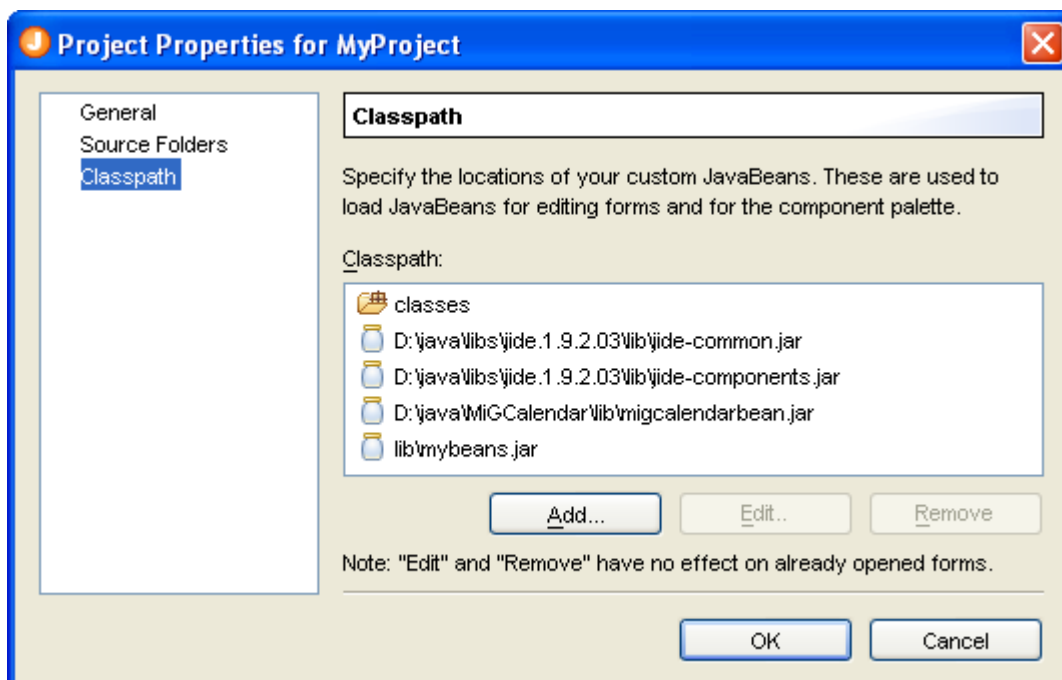 Project Properties for MyProject
General
Source Folders
Classpath
Classpath
Specify the locations of your custom JavaBeans. These are used to
load JavaBeans for editing forms and for the component palette.
Classpath:
classes
D:\java\libs\jide.1.9.2.03\lib\jide-common.jar
D:\java\libs\jide.1.9.2.03\lib\jide-components.jar
D:\java\MiGCalendar\lib\migcalendarbean.jar
lib\mybeans.jar
Add... Edit.. Remove
Note: "Edit" and "Remove" have no effect on already opened forms.
OK Cancel